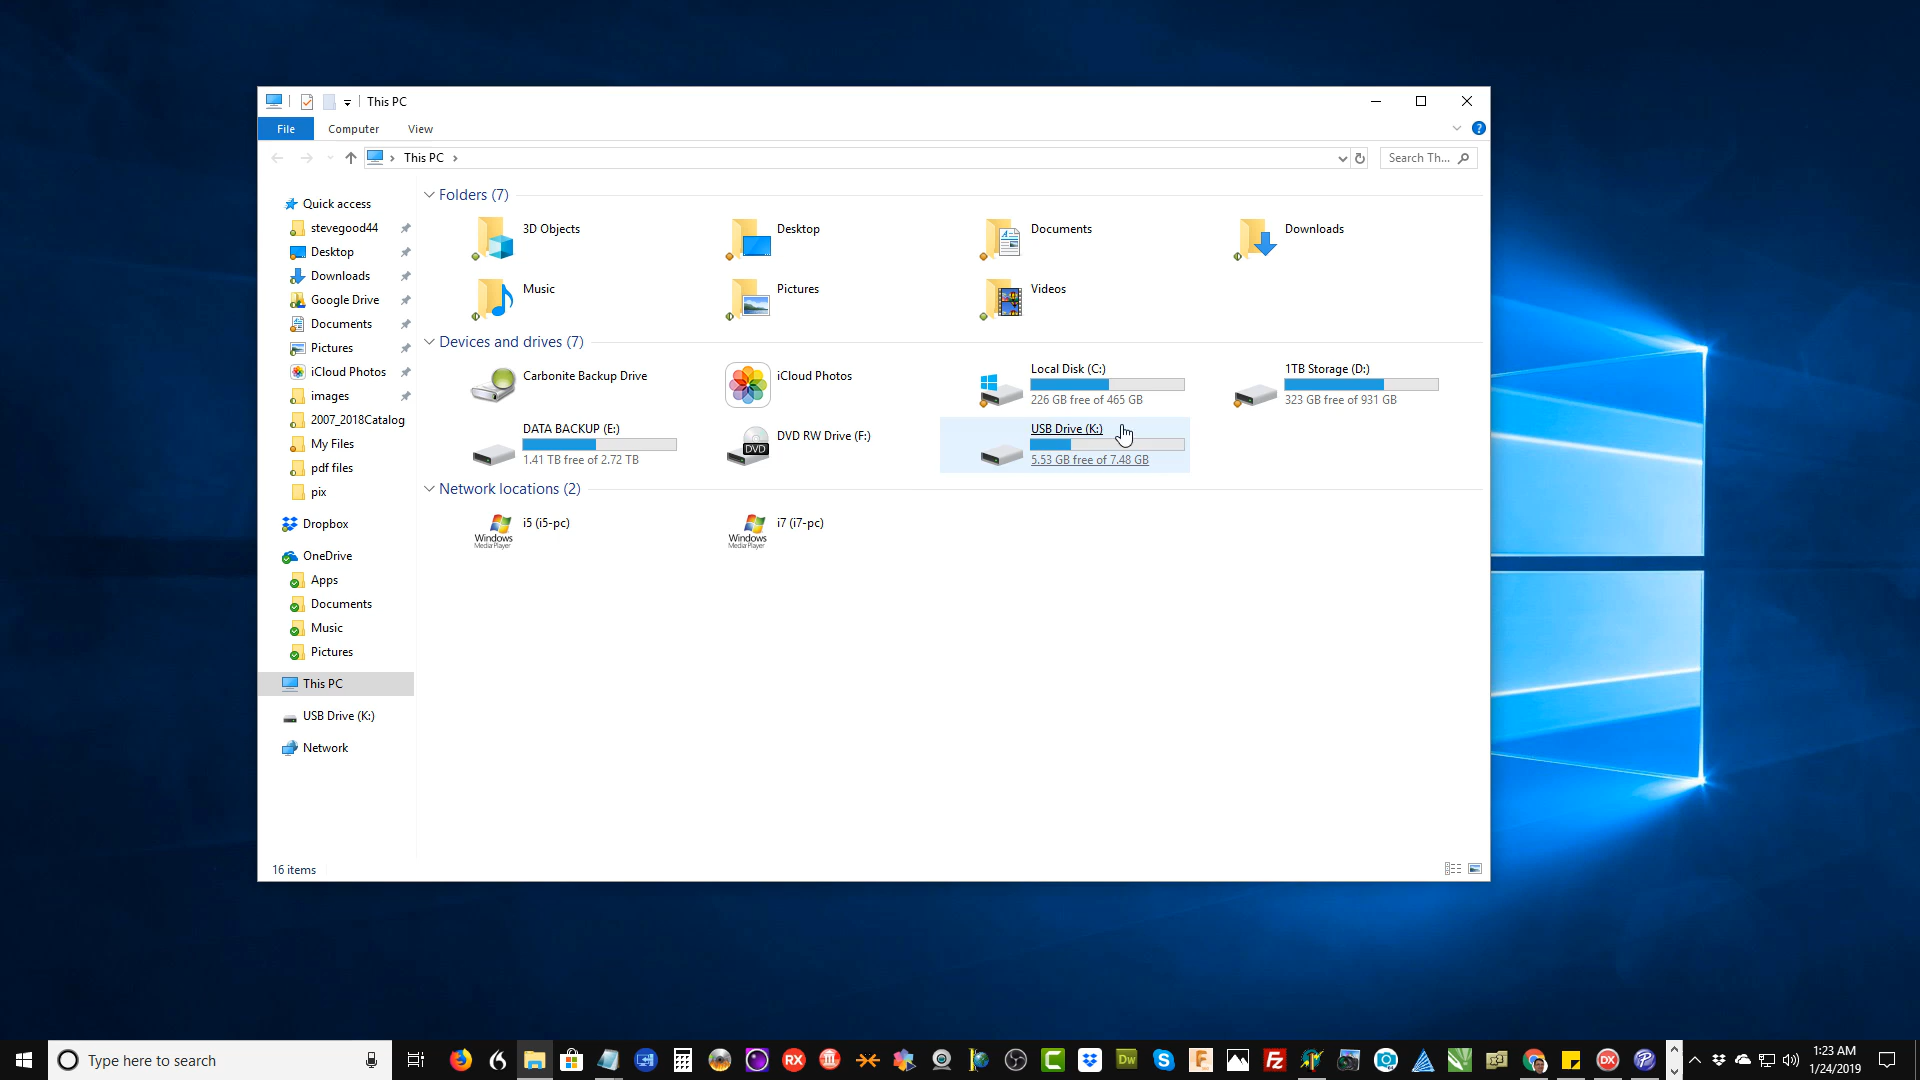 This PC
File
Computer
View
This PC
Search Th...
Quick access
stevegood44
Desktop
Downloads
Google Drive
Documents
Pictures
iCloud Photos
images
2007_2018Catalog
My Files
pdf files
pix
Dropbox
OneDrive
Apps
Documents
Music
Pictures
This PC
USB Drive (K:)
Network
Folders (7)
3D Objects
Desktop
Documents
Downloads
Music
Pictures
Videos
Devices and drives (7)
Carbonite Backup Drive
iCloud Photos
Local Disk (C:)
226 GB free of 465 GB
1TB Storage (D:)
323 GB free of 931 GB
DATA BACKUP (E:)
1.41 TB free of 2.72 TB
DVD
DVD RW Drive (F:)
USB Drive (K:)
5.53 GB free of 7.48 GB
Network locations (2)
Windows
Media Player
i5 (i5-pc)
Windows
Media Player
i7 (i7-pc)
16 items
Type here to search
RX
C
Dw
S
F
Fz
DX
P
1:23 AM
1/24/2019